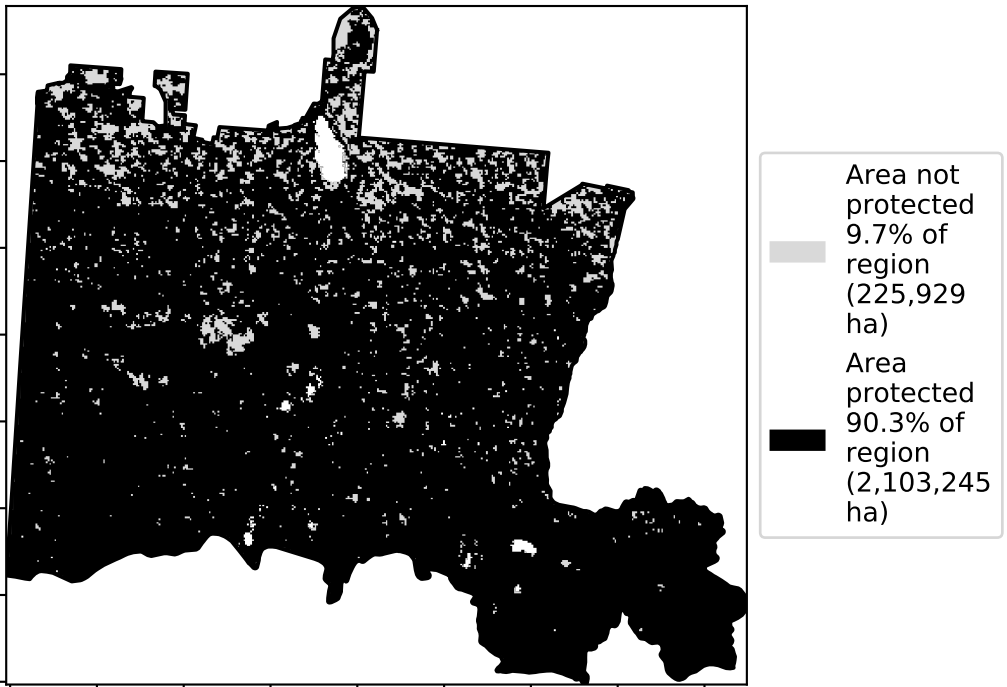 Area not
protected
9.7% of
region
(225,929
ha)
Area
protected
90.3% of
region
(2,103,245
ha)